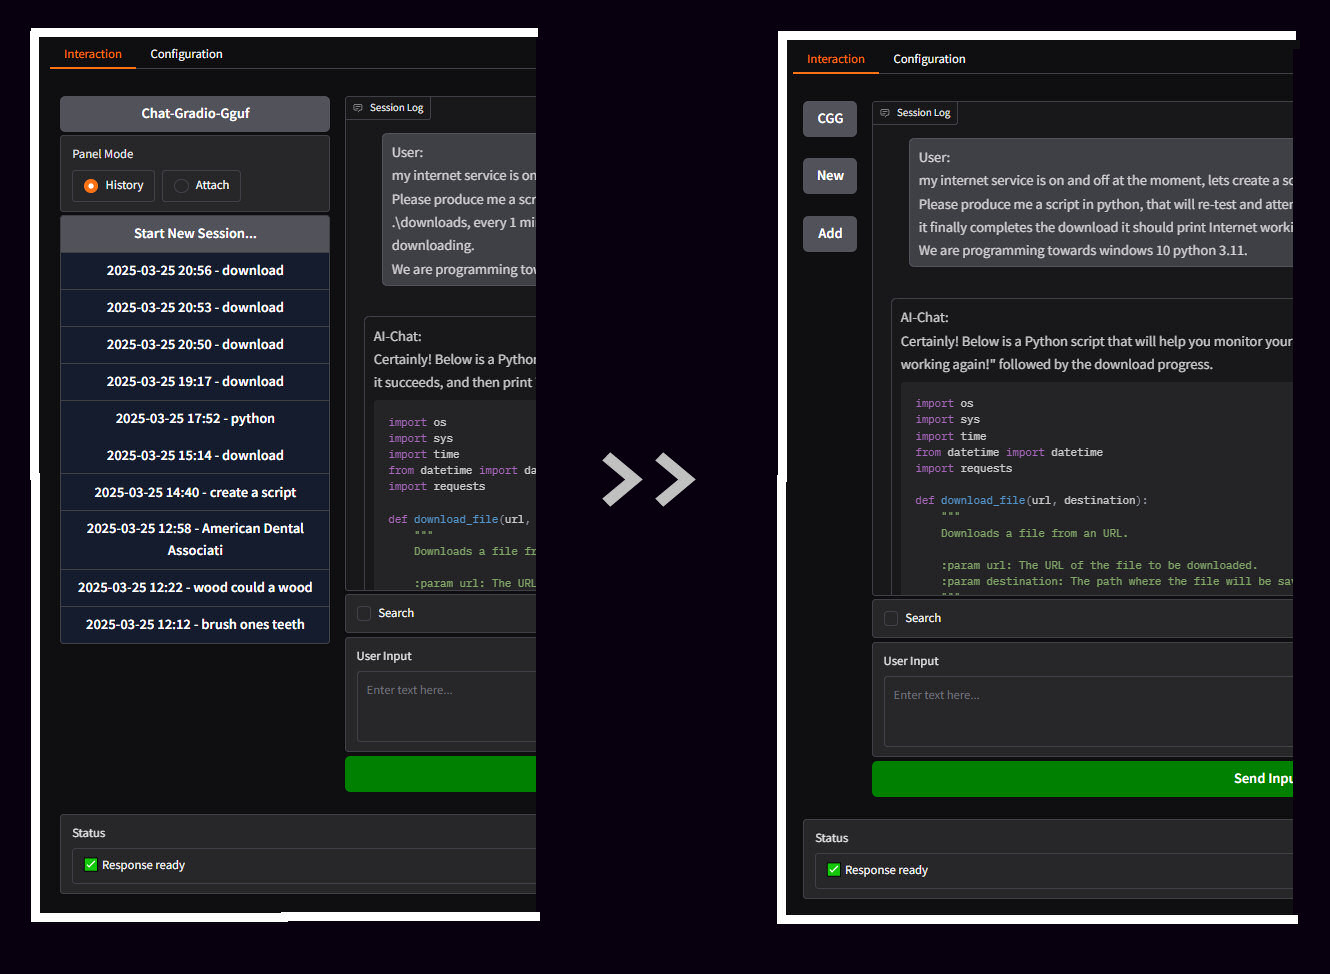 Interaction
Configuration
Chat-Gradio-Gguf
Panel Mode
History
Attach
Start New Session...
2025-03-25 20:56 - download
2025-03-25 20:53 - download
2025-03-25 20:50 - download
2025-03-25 19:17 - download
2025-03-25 17:52 - python
2025-03-25 15:14 - download
2025-03-25 14:40 - create a script
2025-03-25 12:58 - American Dental
Associati
2025-03-25 12:22 - wood could a wood
2025-03-25 12:12 - brush ones teeth
Session Log
User:
my internet service is on
Please produce me a scr
.\downloads, every 1 mi
downloading.
We are programming tow
AI-Chat:
Certainly! Below is a Python
it succeeds, and then print
import os
import sys
import time
from datetime import da
import requests
def download_file(url,
"""
Downloads a file fr
:param url: The URL
Search
User Input
Enter text here...
Status
✅ Response ready
>>
Interaction
Configuration
CGG
New
Add
Session Log
User:
my internet service is on and off at the moment, lets create a sc
Please produce me a script in python, that will re-test and atter
it finally completes the download it should print Internet worki
We are programming towards windows 10 python 3.11.
AI-Chat:
Certainly! Below is a Python script that will help you monitor your
working again!" followed by the download progress.
import os
import sys
import time
from datetime import datetime
import requests
def download_file(url, destination):
"""
Downloads a file from an URL.
:param url: The URL of the file to be downloaded.
:param destination: The path where the file will be sav
"""
Search
User Input
Enter text here...
Send Inpu
Status
✅ Response ready